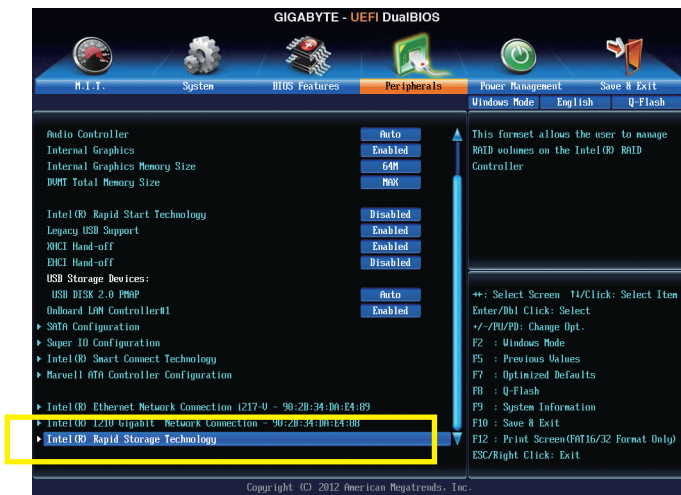 GIGABYTE - UEFI DualBIOS
M.I.T. System BIOS Features Peripherals Power Management Save & Exit
Windows Mode English Q-Flash
Audio Controller Auto
Internal Graphics Enabled
Internal Graphics Memory Size 64M
DVMT Total Memory Size MAX
Intel(R) Rapid Start Technology Disabled
Legacy USB Support Enabled
XHCI Hand-off Enabled
EHCI Hand-off Disabled
USB Storage Devices:
USB DISK 2.0 PMAP Auto
OnBoard LAN Controller#1 Enabled
SATA Configuration
Super IO Configuration
Intel(R) Smart Connect Technology
Marvell ATA Controller Configuration
Intel(R) Ethernet Network Connection i217-V - 90:2B:34:DA:E4:89
Intel(R) I210 Gigabit Network Connection - 90:2B:34:DA:E4:88
Intel(R) Rapid Storage Technology
This formset allows the user to manage
RAID volumes on the Intel(R) RAID
Controller
→←: Select Screen ↑↓/Click: Select Item
Enter/Dbl Click: Select
+/-/PU/PD: Change Opt.
F2 : Windows Mode
F5 : Previous Values
F7 : Optimized Defaults
F8 : Q-Flash
F9 : System Information
F10 : Save & Exit
F12 : Print Screen(FAT16/32 Format Only)
ESC/Right Click: Exit
Copyright (C) 2012 American Megatrends, Inc.